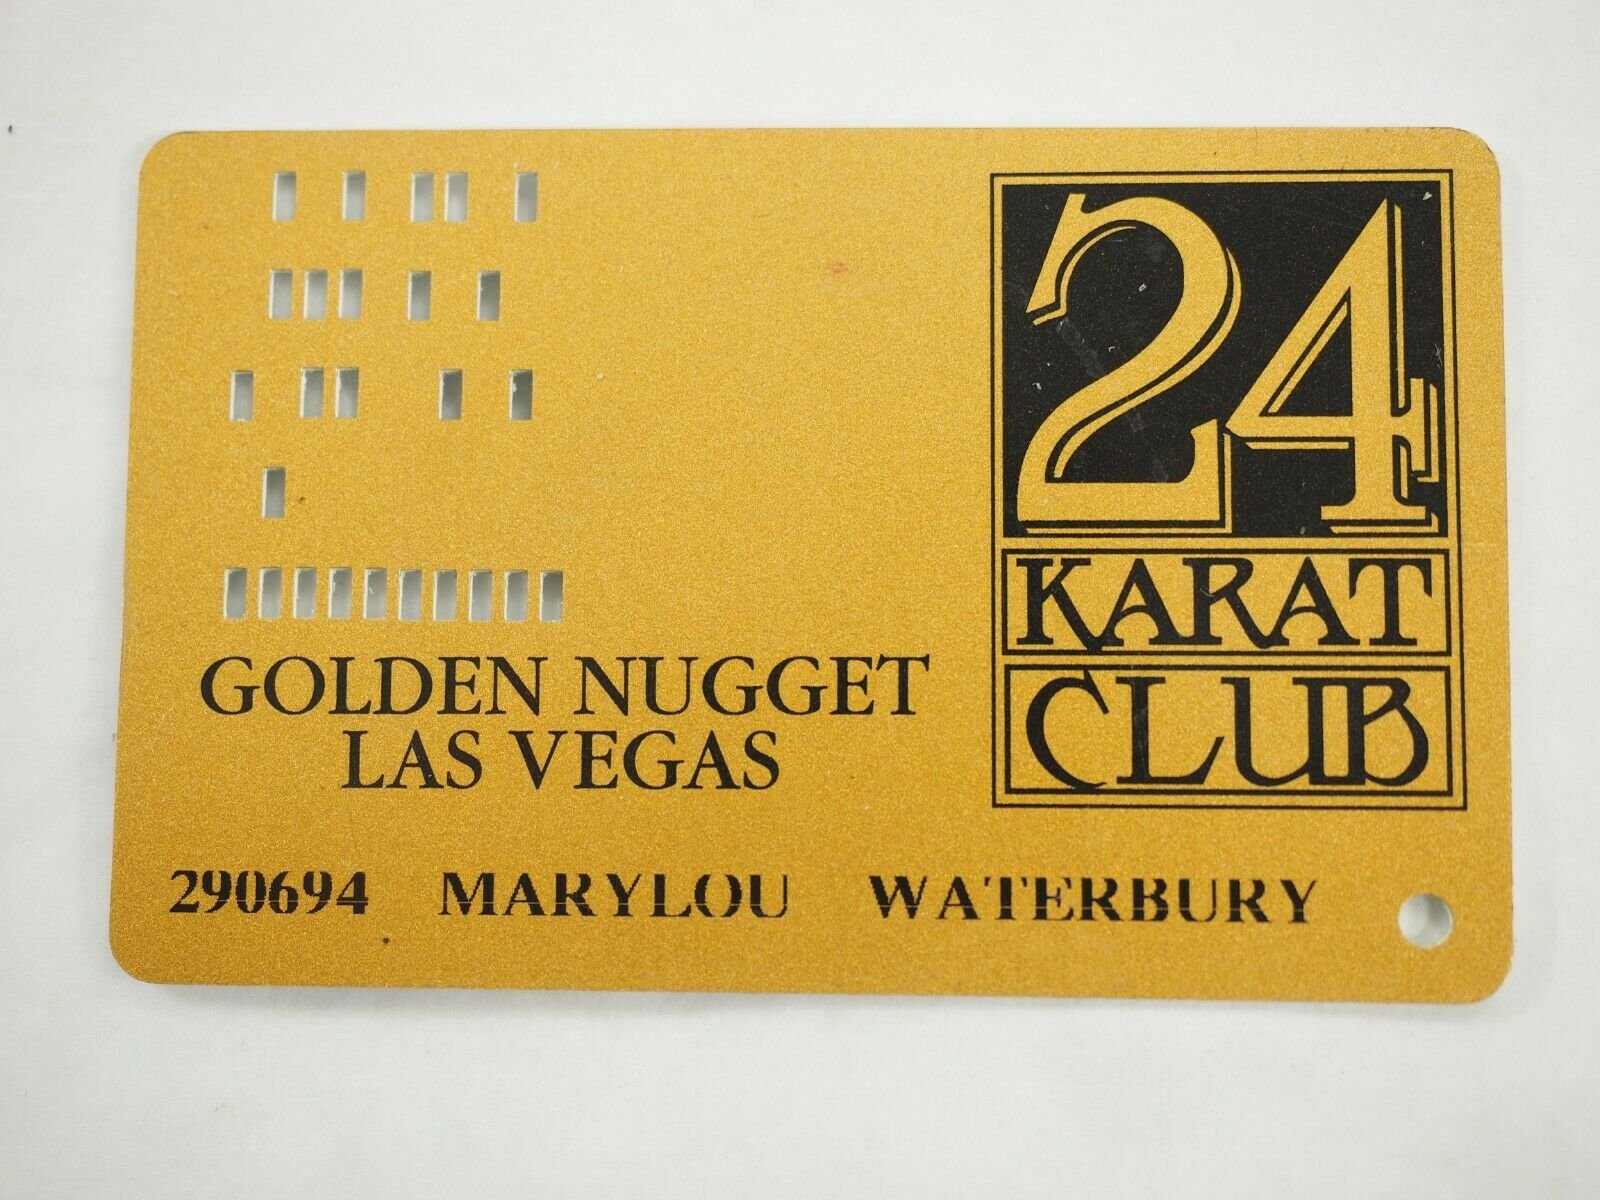 24
KARAT
CLUB
GOLDEN NUGGET
LAS VEGAS
290694 MARYLOU WATERBURY